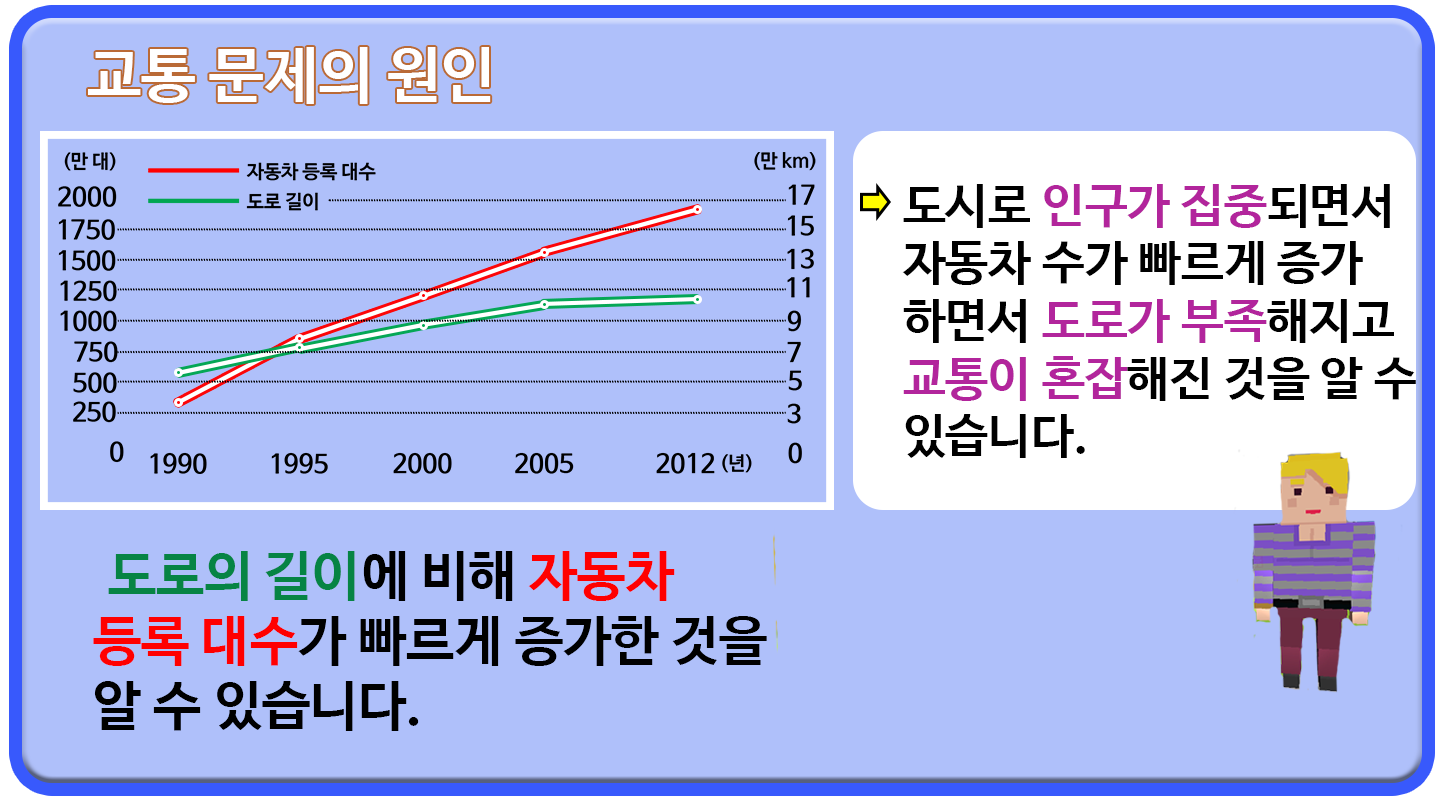 교통 문제의 원인
(만 대)
자동차 등록 대수
도로 길이
(만 km)
2000
1750
1500
1250
1000
750
500
250
0
17
15
13
11
9
7
5
3
0
1990 1995 2000 2005 2012 (년)
도시로 인구가 집중되면서
자동차 수가 빠르게 증가
하면서 도로가 부족해지고
교통이 혼잡해진 것을 알 수
있습니다.
도로의 길이에 비해 자동차
등록 대수가 빠르게 증가한 것을
알 수 있습니다.